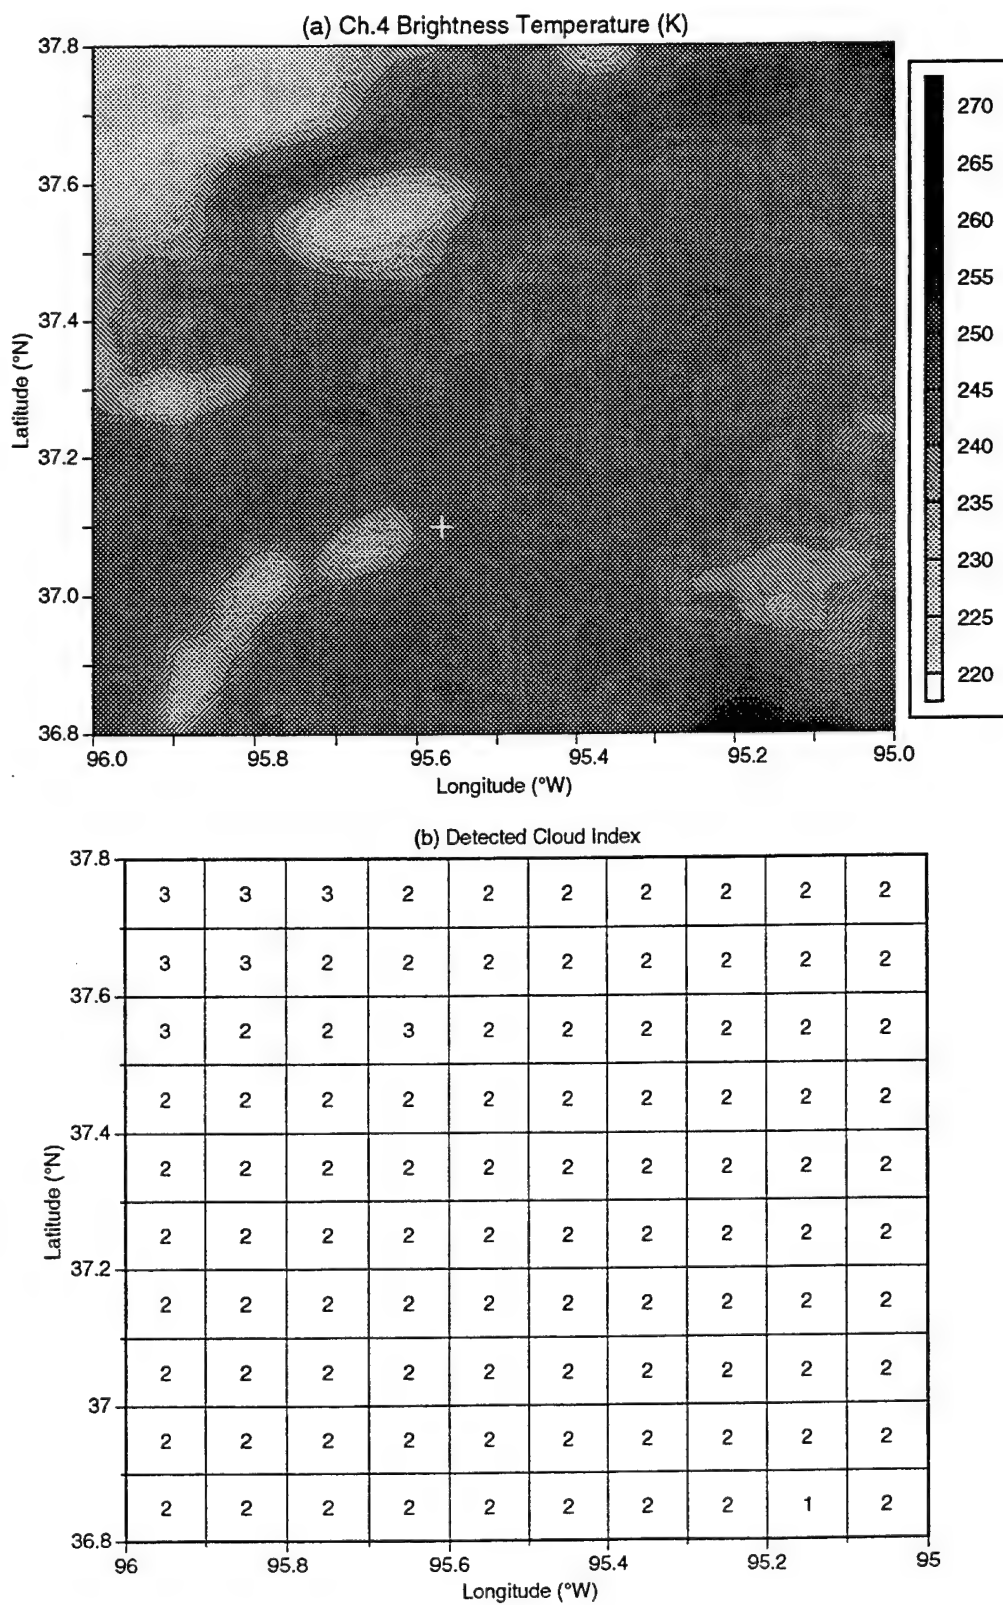 (a) Ch.4 Brightness Temperature (K)
37.8
37.6
37.4
37.2
37.0
36.8
Latitude (°N)
96.0 95.8 95.6 95.4 95.2 95.0
Longitude (°W)
270
265
260
255
250
245
240
235
230
225
220
(b) Detected Cloud Index
37.8
3 3 3 2 2 2 2 2 2 2
3 3 2 2 2 2 2 2 2 2
37.6
3 2 2 3 2 2 2 2 2 2
2 2 2 2 2 2 2 2 2 2
37.4
2 2 2 2 2 2 2 2 2 2
2 2 2 2 2 2 2 2 2 2
37.2
2 2 2 2 2 2 2 2 2 2
2 2 2 2 2 2 2 2 2 2
37
2 2 2 2 2 2 2 2 2 2
2 2 2 2 2 2 2 2 1 2
36.8
Latitude (°N)
96 95.8 95.6 95.4 95.2 95
Longitude (°W)